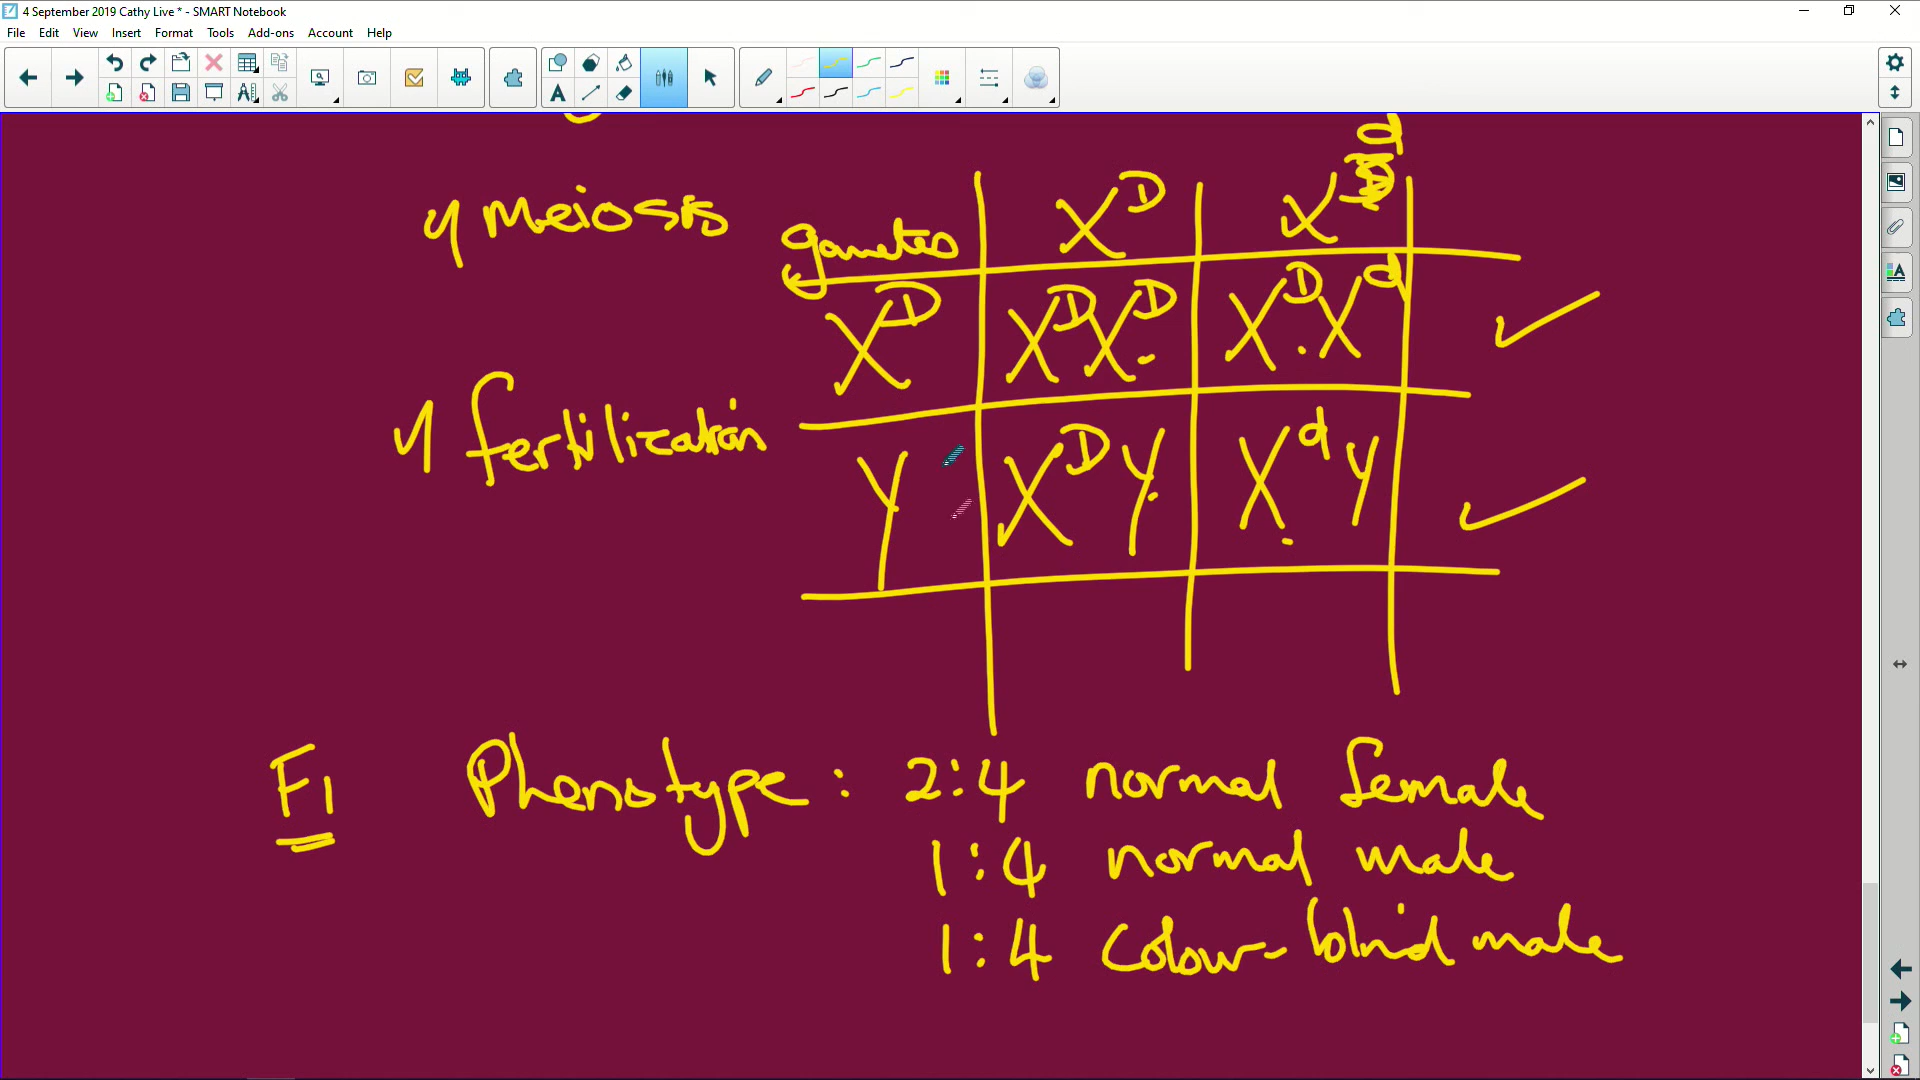 4 September 2019 Cathy Live * - SMART Notebook
File Edit View Insert Format Tools Add-ons Account Help
d
meiosis gametes X^D X^d
X^D X^D X^D X^D X^d
fertilization
Y X^D Y X^d Y
F1 Phenotype : 2:4 normal female
1:4 normal male
1:4 colour-blind male